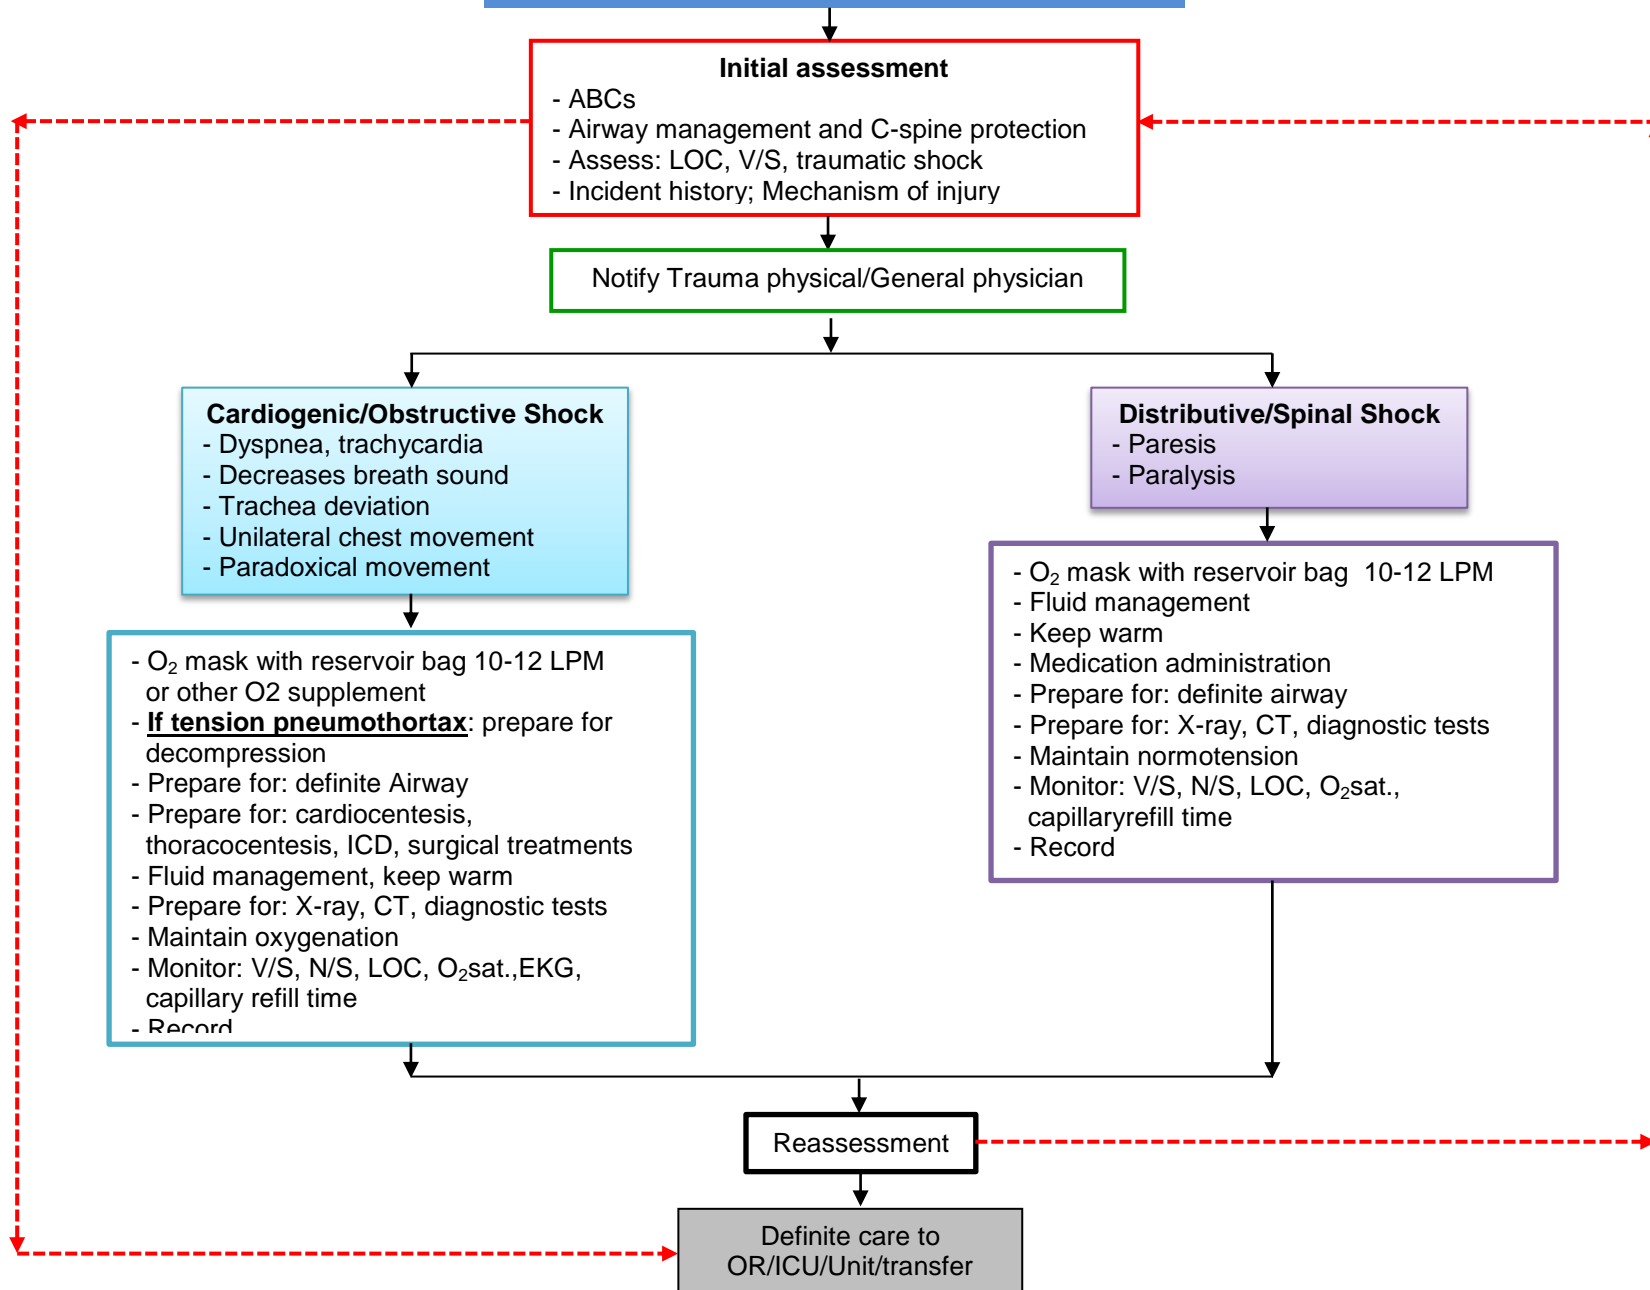 Initial assessment
- ABCs
- Airway management and C-spine protection
- Assess: LOC, V/S, traumatic shock
- Incident history; Mechanism of injury
Notify Trauma physical/General physician
Cardiogenic/Obstructive Shock
- Dyspnea, trachycardia
- Decreases breath sound
- Trachea deviation
- Unilateral chest movement
- Paradoxical movement
Distributive/Spinal Shock
- Paresis
- Paralysis
- O₂ mask with reservoir bag 10-12 LPM
or other O2 supplement
- If tension pneumothortax: prepare for
decompression
- Prepare for: definite Airway
- Prepare for: cardiocentesis,
thoracocentesis, ICD, surgical treatments
- Fluid management, keep warm
- Prepare for: X-ray, CT, diagnostic tests
- Maintain oxygenation
- Monitor: V/S, N/S, LOC, O₂sat.,EKG,
capillary refill time
- Record
- O₂ mask with reservoir bag  10-12 LPM
- Fluid management
- Keep warm
- Medication administration
- Prepare for: definite airway
- Prepare for: X-ray, CT, diagnostic tests
- Maintain normotension
- Monitor: V/S, N/S, LOC, O₂sat.,
capillaryrefill time
- Record
Reassessment
Definite care to
OR/ICU/Unit/transfer